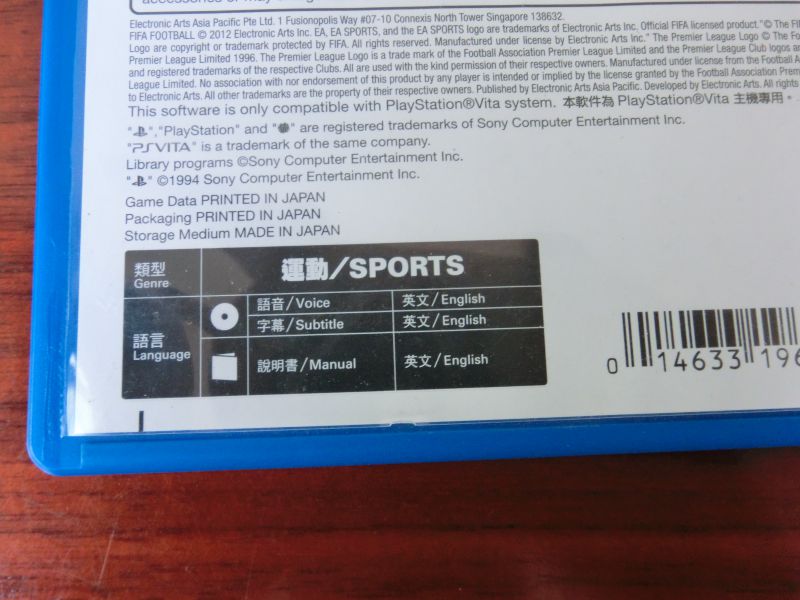 accessories or may
Electronic Arts Asia Pacific Pte Ltd. 1 Fusionopolis Way #07-10 Connexis North Tower Singapore 138632.
FIFA FOOTBALL © 2012 Electronic Arts Inc. EA, EA SPORTS, and the EA SPORTS logo are trademarks of Electronic Arts Inc. Official FIFA licensed product. "© The FI
Logo are copyright or trademark protected by FIFA. All rights reserved. Manufactured under license by Electronic Arts Inc." The Premier League Logo © The Foo
Premier League Limited 1996. The Premier League Logo is a trade mark of the Football Association Premier League Limited and the Premier League Club logos a
and registered trademarks of the respective Clubs. All are used with the kind permission of their respective owners. Manufactured under license from the Football A
League Limited. No association with nor endorsement of this product by any player is intended or implied by the license granted by the Football Association Prem
to Electronic Arts. All other trademarks are the property of their respective owners. Published by Electronic Arts Asia Pacific. Developed by Electronic Arts. All rights
This software is only compatible with PlayStation®Vita system. 本軟件為 PlayStation®Vita 主機專用。
" ", "PlayStation" and " " are registered trademarks of Sony Computer Entertainment Inc.
"PSVITA" is a trademark of the same company.
Library programs ©Sony Computer Entertainment Inc.
" " ©1994 Sony Computer Entertainment Inc.
Game Data PRINTED IN JAPAN
Packaging PRINTED IN JAPAN
Storage Medium MADE IN JAPAN
類型 運動/SPORTS
Genre
語言 語音/Voice 英文/English
Language 字幕/Subtitle 英文/English
說明書/Manual 英文/English
0 14633 196